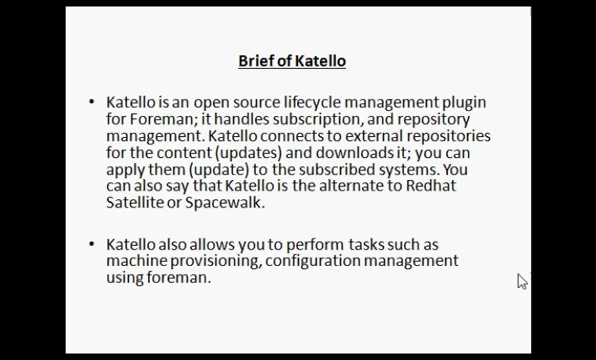 Brief of Katello
• Katello is an open source lifecycle management plugin
for Foreman; it handles subscription, and repository
management. Katello connects to external repositories
for the content (updates) and downloads it; you can
apply them (update) to the subscribed systems. You
can also say that Katello is the alternate to Redhat
Satellite or Spacewalk.
• Katello also allows you to perform tasks such as
machine provisioning, configuration management
using foreman.